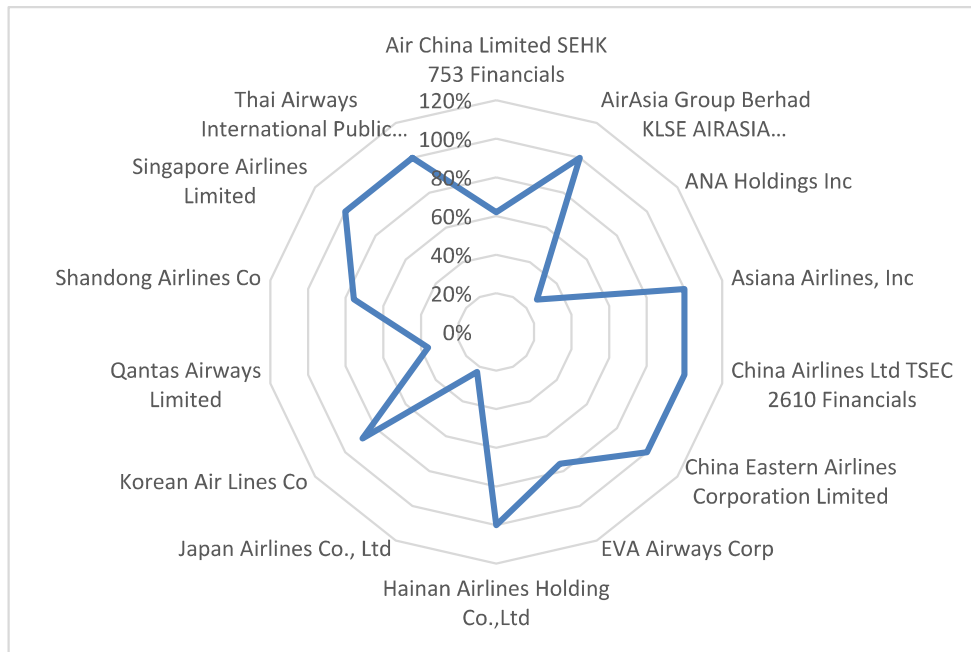 Air China Limited SEHK
753 Financials
AirAsia Group Berhad
KLSE AIRASIA...
ANA Holdings Inc
Asiana Airlines, Inc
China Airlines Ltd TSEC
2610 Financials
China Eastern Airlines
Corporation Limited
EVA Airways Corp
Hainan Airlines Holding
Co.,Ltd
Japan Airlines Co., Ltd
Korean Air Lines Co
Qantas Airways
Limited
Shandong Airlines Co
Singapore Airlines
Limited
Thai Airways
International Public...
120%
100%
80%
60%
40%
20%
0%